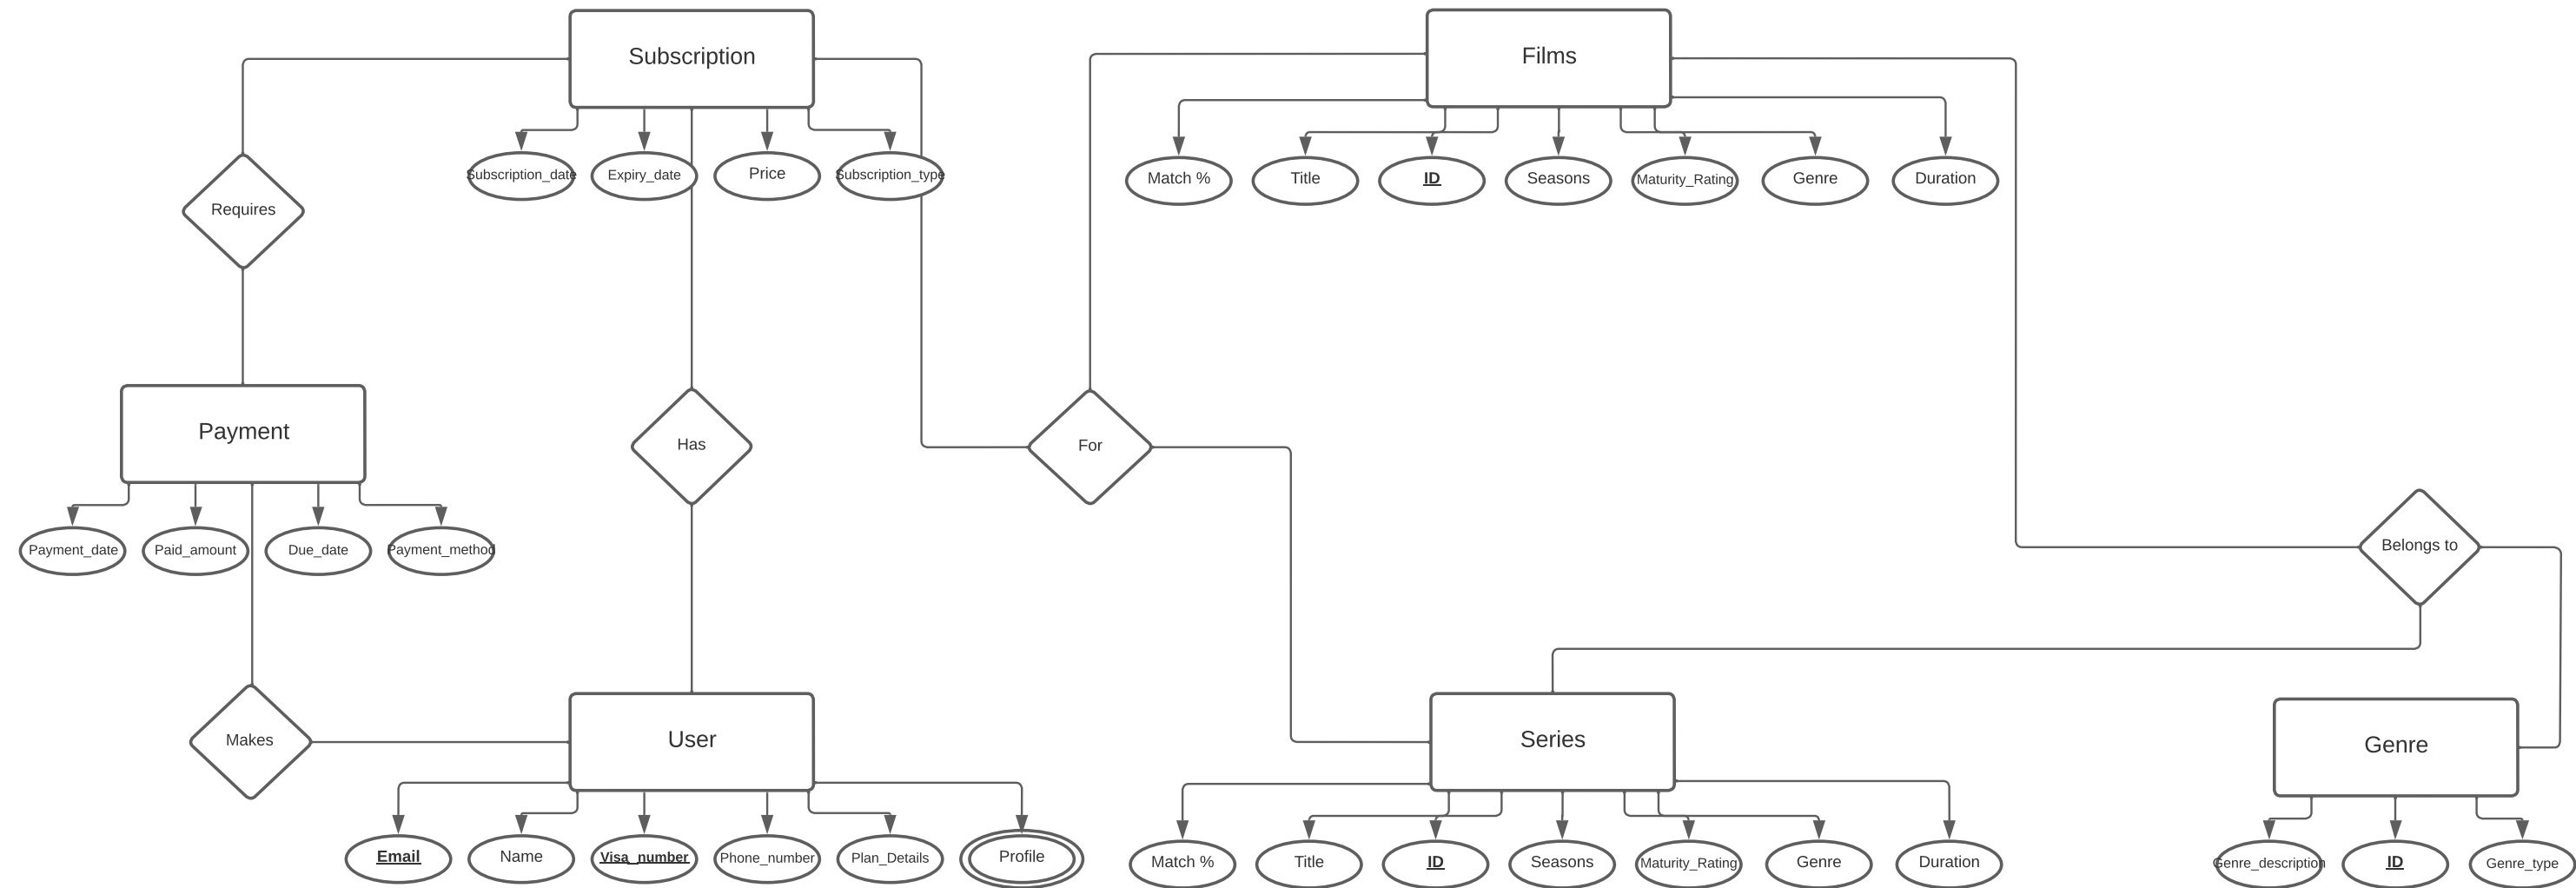 Subscription
Films
Subscription_date
Expiry_date
Price
Subscription_type
Match %
Title
ID
Seasons
Maturity_Rating
Genre
Duration
Requires
Payment
Has
For
Payment_date
Paid_amount
Due_date
Payment_method
Belongs to
Makes
User
Series
Genre
Email
Name
Visa_number
Phone_number
Plan_Details
Profile
Match %
Title
ID
Seasons
Maturity_Rating
Genre
Duration
Genre_description
ID
Genre_type